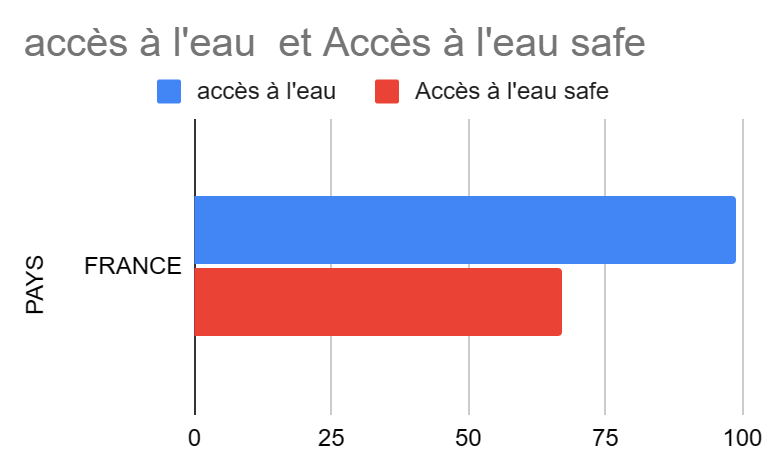 accès à l'eau  et Accès à l'eau safe
accès à l'eau
Accès à l'eau safe
PAYS
FRANCE
0 25 50 75 100